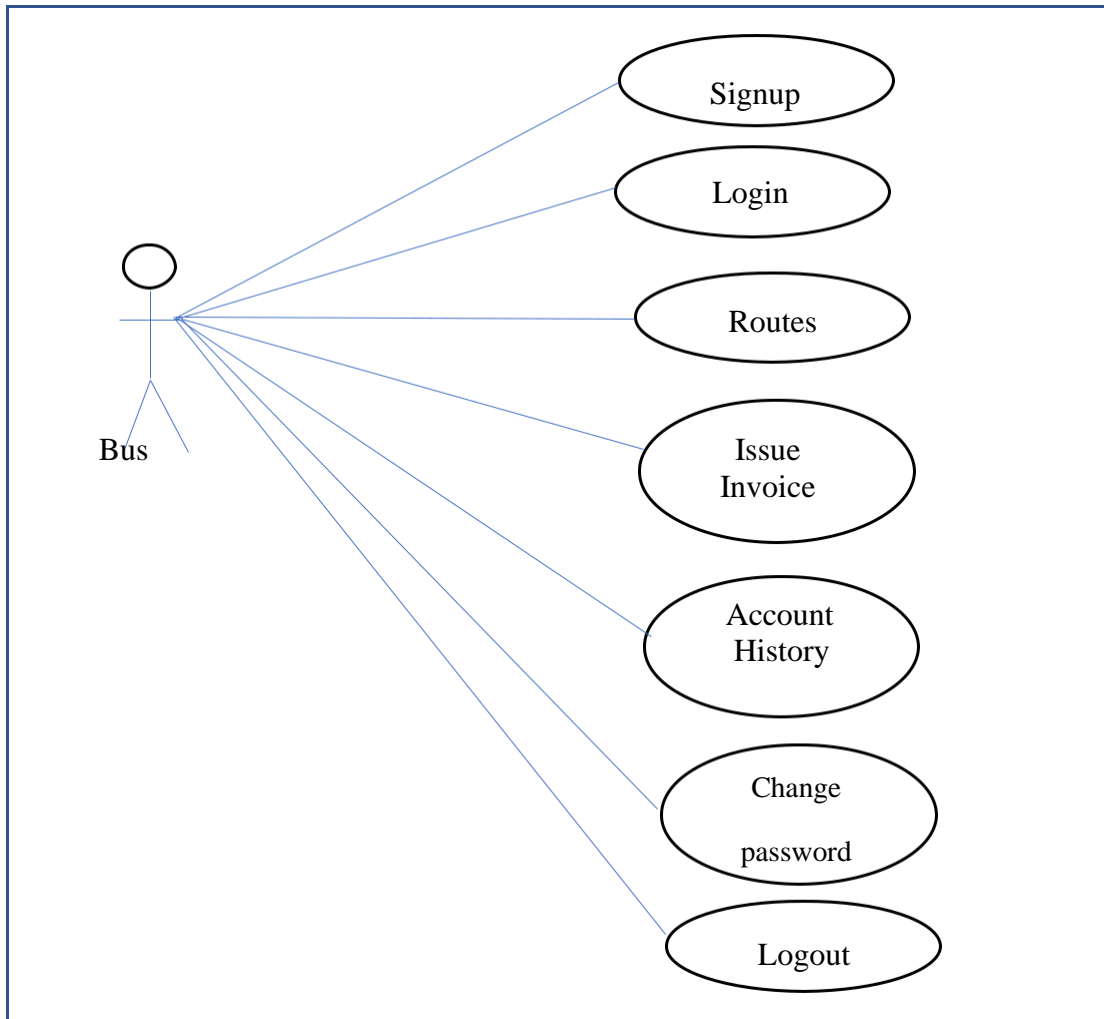 Signup
Login
Routes
Bus
Issue
Invoice
Account
History
Change
password
Logout